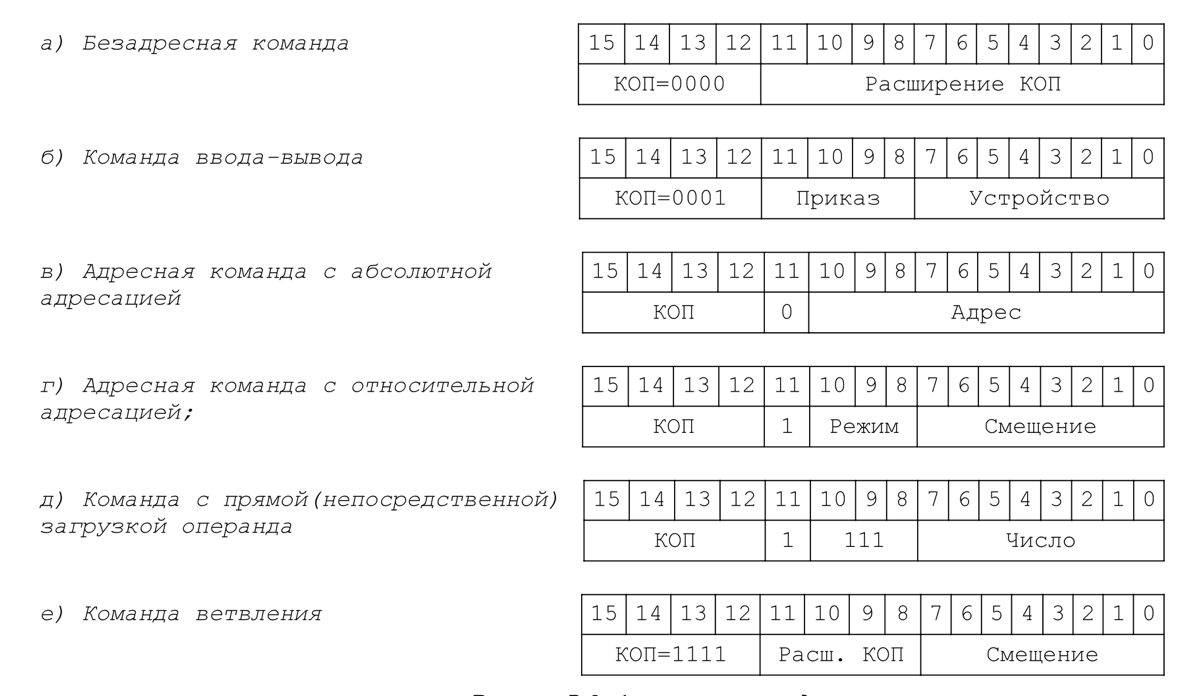 а) Безадресная команда
15 14 13 12 11 10 9 8 7 6 5 4 3 2 1 0
КОП=0000 Расширение КОП
б) Команда ввода-вывода
15 14 13 12 11 10 9 8 7 6 5 4 3 2 1 0
КОП=0001 Приказ Устройство
в) Адресная команда с абсолютной
адресацией
15 14 13 12 11 10 9 8 7 6 5 4 3 2 1 0
КОП 0 Адрес
г) Адресная команда с относительной
адресацией;
15 14 13 12 11 10 9 8 7 6 5 4 3 2 1 0
КОП 1 Режим Смещение
д) Команда с прямой(непосредственной)
загрузкой операнда
15 14 13 12 11 10 9 8 7 6 5 4 3 2 1 0
КОП 1 111 Число
е) Команда ветвления
15 14 13 12 11 10 9 8 7 6 5 4 3 2 1 0
КОП=1111 Расш. КОП Смещение